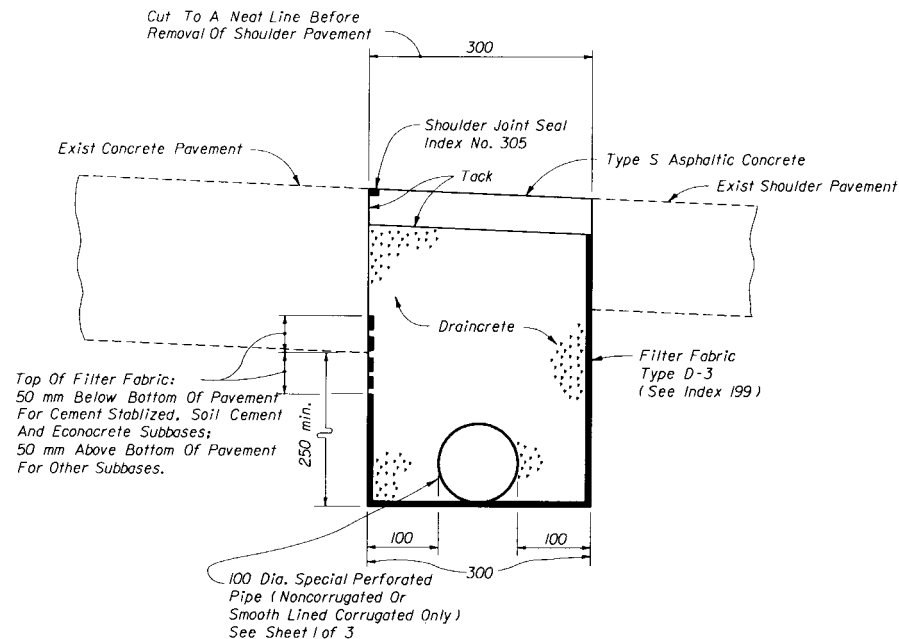 Cut To A Neat Line Before
Removal Of Shoulder Pavement
300
Shoulder Joint Seal
Index No. 305
Exist Concrete Pavement
Type S Asphaltic Concrete
Tack
Exist Shoulder Pavement
Draincrete
Filter Fabric
Type D-3
(See Index 199)
Top Of Filter Fabric:
50 mm Below Bottom Of Pavement
For Cement Stablized, Soil Cement
And Econocrete Subbases;
50 mm Above Bottom Of Pavement
For Other Subbases.
250 min.
100
100
300
100 Dia. Special Perforated
Pipe (Noncorrugated Or
Smooth Lined Corrugated Only)
See Sheet 1 of 3